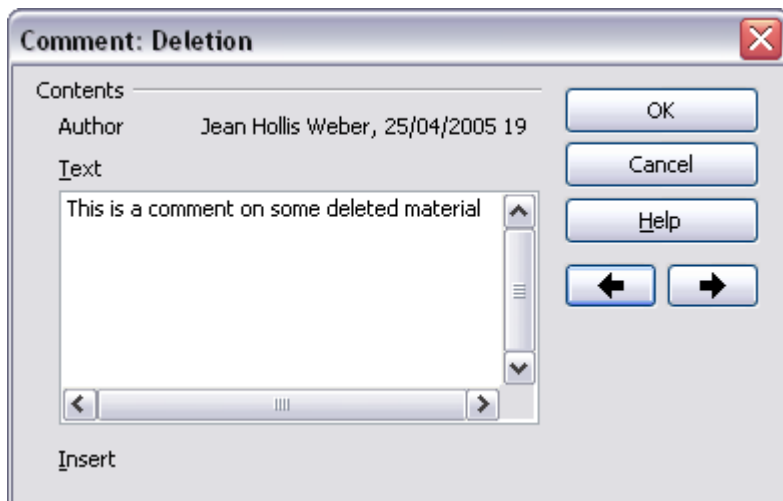 Comment: Deletion
Contents
Author Jean Hollis Weber, 25/04/2005 19
Text
This is a comment on some deleted material
Insert
OK
Cancel
Help